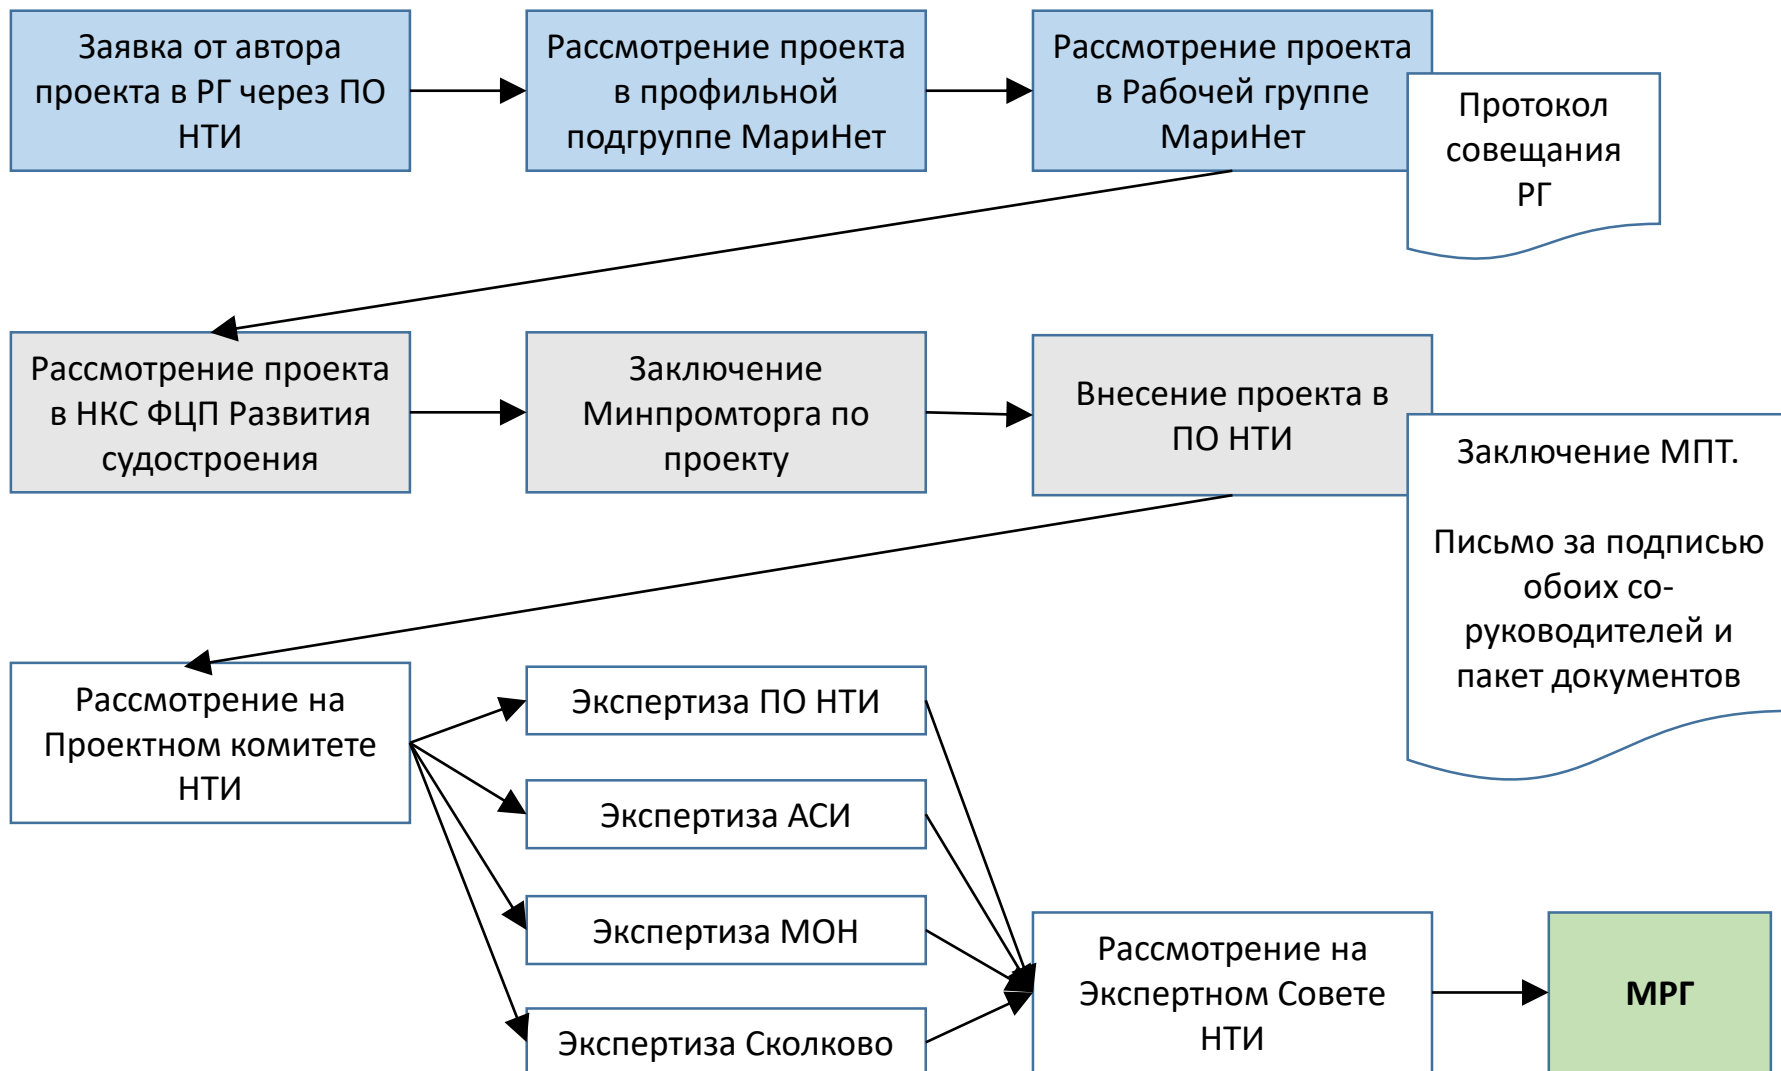 Заявка от автора
проекта в РГ через ПО
НТИ
Рассмотрение проекта
в профильной
подгруппе МариНет
Рассмотрение проекта
в Рабочей группе
МариНет
Протокол
совещания
РГ
Рассмотрение проекта
в НКС ФЦП Развития
судостроения
Заключение
Минпромторга по
проекту
Внесение проекта в
ПО НТИ
Заключение МПТ.
Письмо за подписью
обоих со-
руководителей и
пакет документов
Рассмотрение на
Проектном комитете
НТИ
Экспертиза ПО НТИ
Экспертиза АСИ
Экспертиза МОН
Экспертиза Сколково
Рассмотрение на
Экспертном Совете
НТИ
МРГ